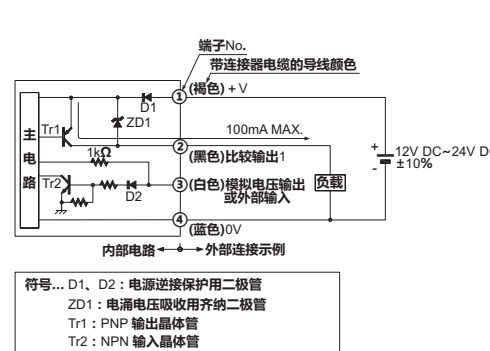 端子No.
带连接器电缆的导线颜色
① (褐色) + V
D1
ZD1
Tr1
100mA MAX.
主电路
1kΩ
② (黑色)比较输出1
+ 12V DC~24V D
- ±10%
Tr2
D2
③ (白色)模拟电压输出
或外部输入
负载
④ (蓝色)0V
内部电路 外部连接示例
符号... D1、D2：电源逆接保护用二极管
ZD1：电涌电压吸收用齐纳二极管
Tr1：PNP 输出晶体管
Tr2：NPN 输入晶体管